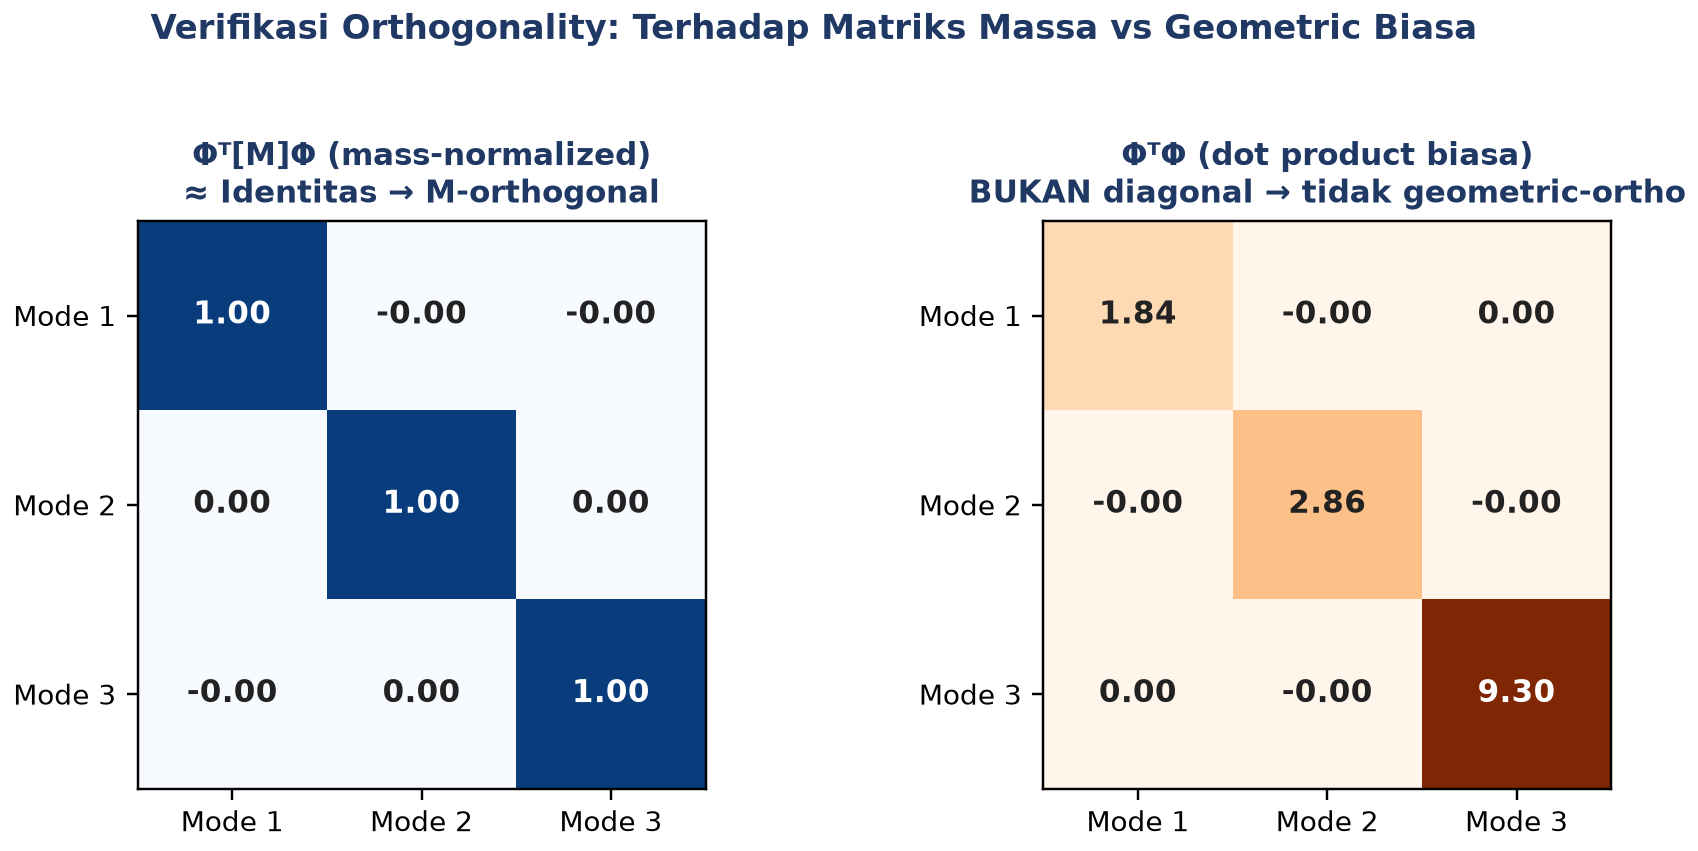 Verifikasi Orthogonality: Terhadap Matriks Massa vs Geometric Biasa
Φᵀ[M]Φ (mass-normalized)
≈ Identitas → M-orthogonal
Mode 1
1.00
-0.00
-0.00
Mode 2
0.00
1.00
0.00
Mode 3
-0.00
0.00
1.00
Mode 1
Mode 2
Mode 3
ΦᵀΦ (dot product biasa)
BUKAN diagonal → tidak geometric-ortho
Mode 1
1.84
-0.00
0.00
Mode 2
-0.00
2.86
-0.00
Mode 3
0.00
-0.00
9.30
Mode 1
Mode 2
Mode 3